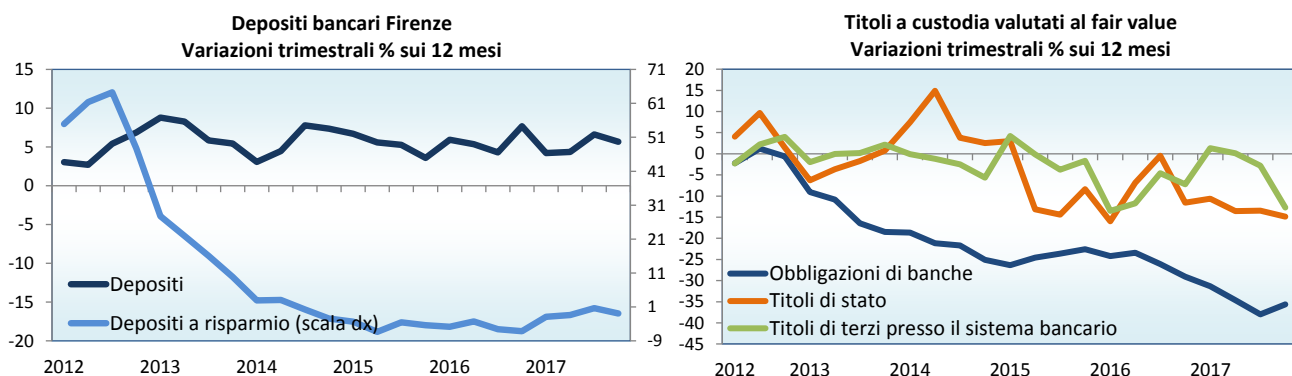 Depositi bancari Firenze
Variazioni trimestrali % sui 12 mesi
15
10
5
0
-5
-10
-15
-20
71
61
51
41
31
21
11
1
-9
Depositi
Depositi a risparmio (scala dx)
2012 2013 2014 2015 2016 2017
Titoli a custodia valutati al fair value
Variazioni trimestrali % sui 12 mesi
20
15
10
5
0
-5
-10
-15
-20
-25
-30
-35
-40
-45
Obbligazioni di banche
Titoli di stato
Titoli di terzi presso il sistema bancario
2012 2013 2014 2015 2016 2017